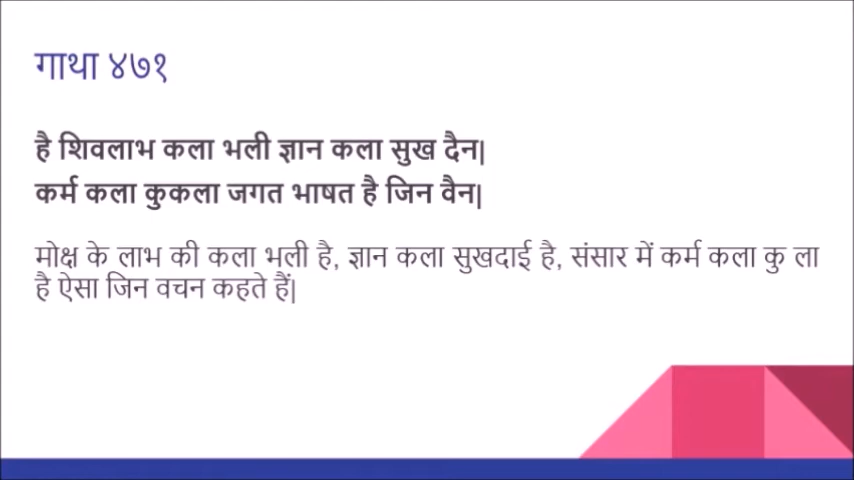 गाथा ४७१
है शिवलाभ कला भली ज्ञान कला सुख दैन|
कर्म कला कुकला जगत भाषत है जिन वैन|
मोक्ष के लाभ की कला भली है, ज्ञान कला सुखदाई है, संसार में कर्म कला कु ला
है ऐसा जिन वचन कहते हैं|